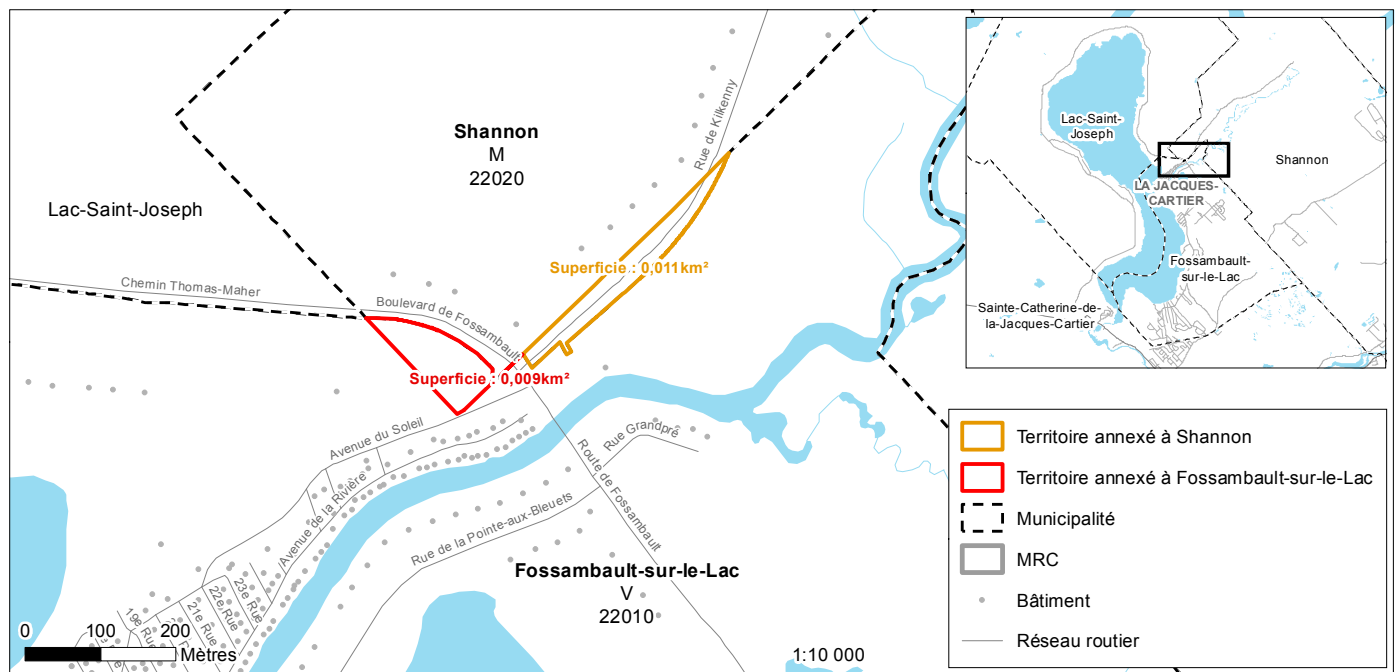 Shannon
M
22020
Lac-Saint-Joseph
Rue de Kilkenny
Superficie : 0,011km²
Chemin Thomas-Maher
Boulevard de Fossambault
Superficie : 0,009km²
Avenue du Soleil
Avenue de la Rivière
Rue Grandpré
Route de Fossambault
Rue de la Pointe-aux-Bleuets
Fossambault-sur-le-Lac
V
22010
23e Rue
22e Rue
21e Rue
19e Rue
0 100 200
Mètres
1:10 000
Lac-Saint-
Joseph
Shannon
LA JACQUES-
CARTIER
Fossambault-
sur-le-Lac
Sainte-Catherine-de-
la-Jacques-Cartier
Territoire annexé à Shannon
Territoire annexé à Fossambault-sur-le-Lac
Municipalité
MRC
Bâtiment
Réseau routier